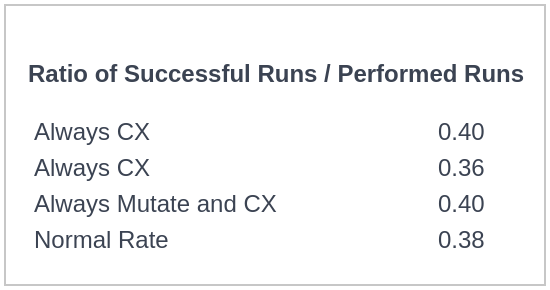 Ratio of Successful Runs / Performed Runs
Always CX 0.40
Always CX 0.36
Always Mutate and CX 0.40
Normal Rate 0.38